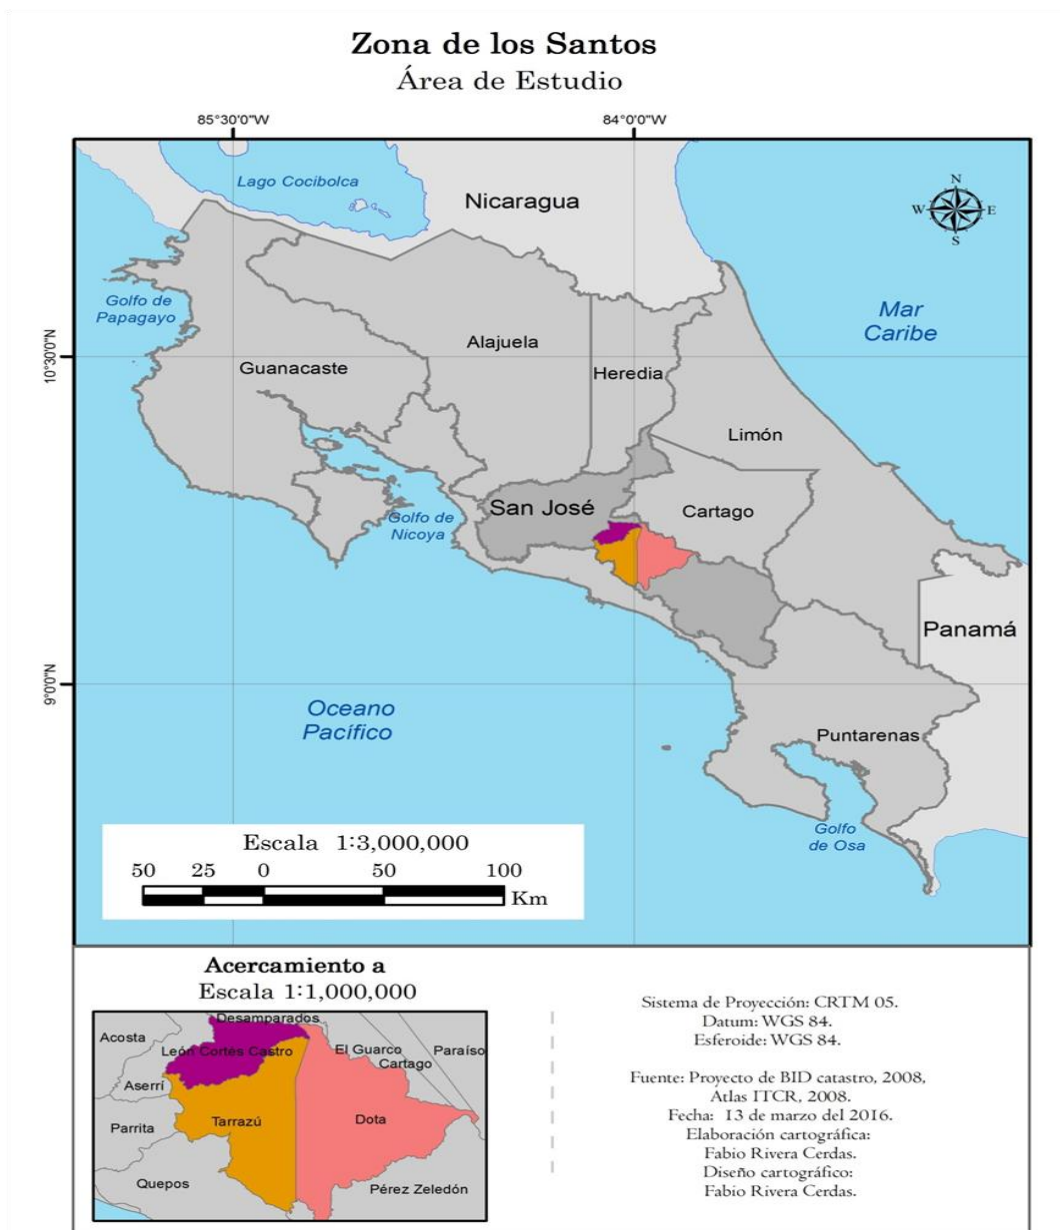 Zona de los Santos
Área de Estudio
85°30'0"W
84°0'0"W
Lago Cocibolca
Nicaragua
N
W
E
S
Golfo de
Papagayo
Mar
Caribe
10°30'0"N
Alajuela
Guanacaste
Heredia
Limón
San José
Cartago
Golfo de
Nicoya
Panamá
9°0'0"N
Oceano
Pacífico
Puntarenas
Golfo
de Osa
Escala 1:3,000,000
50 25 0 50 100
Km
Acercamiento a
Escala 1:1,000,000
Desamparados
Acosta
León Cortés Castro
El Guarco
Paraíso
Cartago
Aserrí
Parrita
Tarrazú
Dota
Quepos
Pérez Zeledón
Sistema de Proyección: CRTM 05.
Datum: WGS 84.
Esferoide: WGS 84.
Fuente: Proyecto de BID catastro, 2008,
Atlas ITCR, 2008.
Fecha: 13 de marzo del 2016.
Elaboración cartográfica:
Fabio Rivera Cerdas.
Diseño cartográfico:
Fabio Rivera Cerdas.